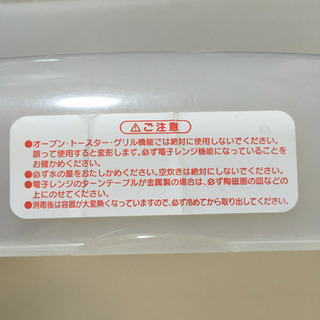 ⚠ご注意
●オーブン・トースター・グリル機能では絶対に使用しないでください。
誤って使用すると変形します。必ず電子レンジ機能になっていることを
お確かめください。
●必ず水の量をおたしかめください。空炊きは絶対にしないでください。
●電子レンジのターンテーブルが金属製の場合は、必ず陶磁器の皿などの
上にのせてください。
●消毒後は容器が大変熱くなっていますので、必ず冷めてから取り出してください。